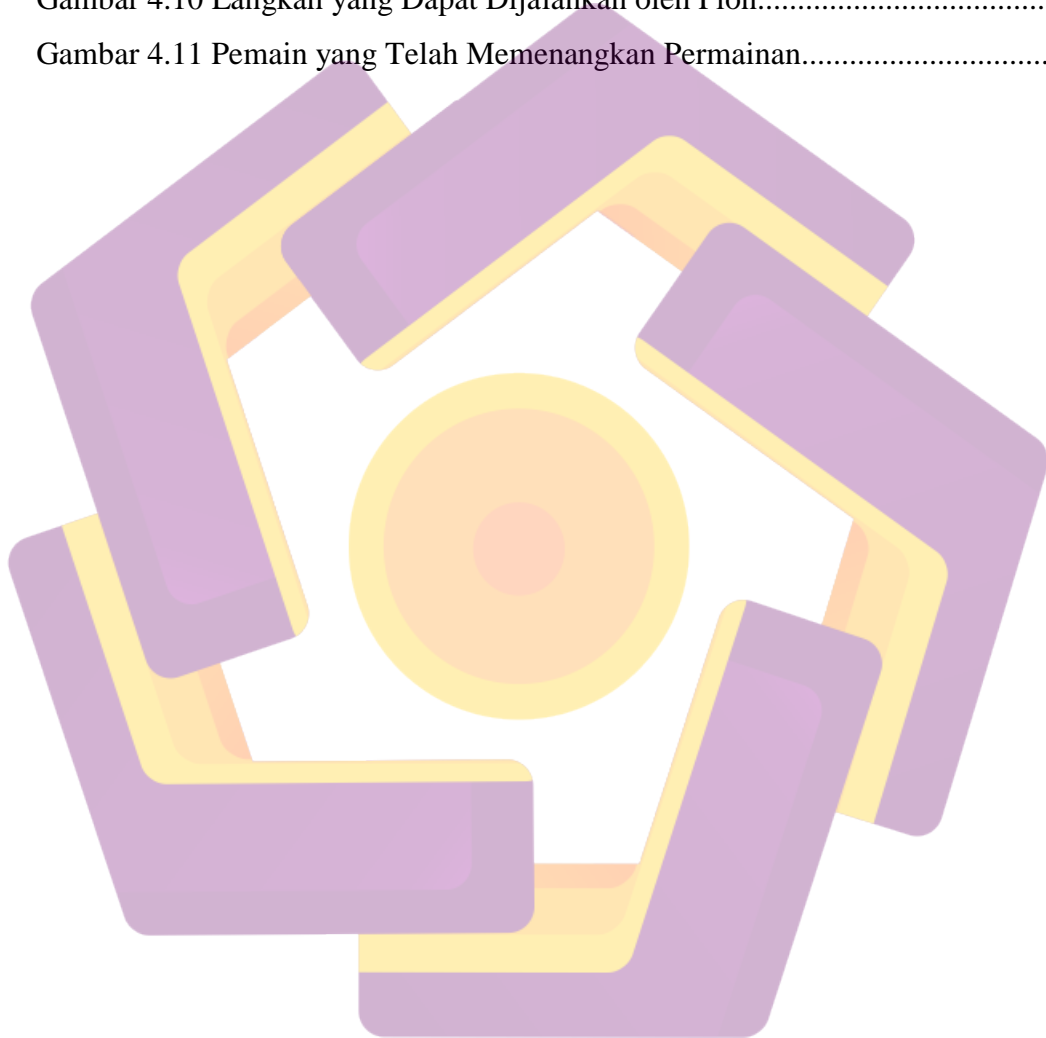 Gambar 4.10 Langkah yang Dapat Dijalankan oleh Pion....................................
Gambar 4.11 Pemain yang Telah Memenangkan Permainan..............................